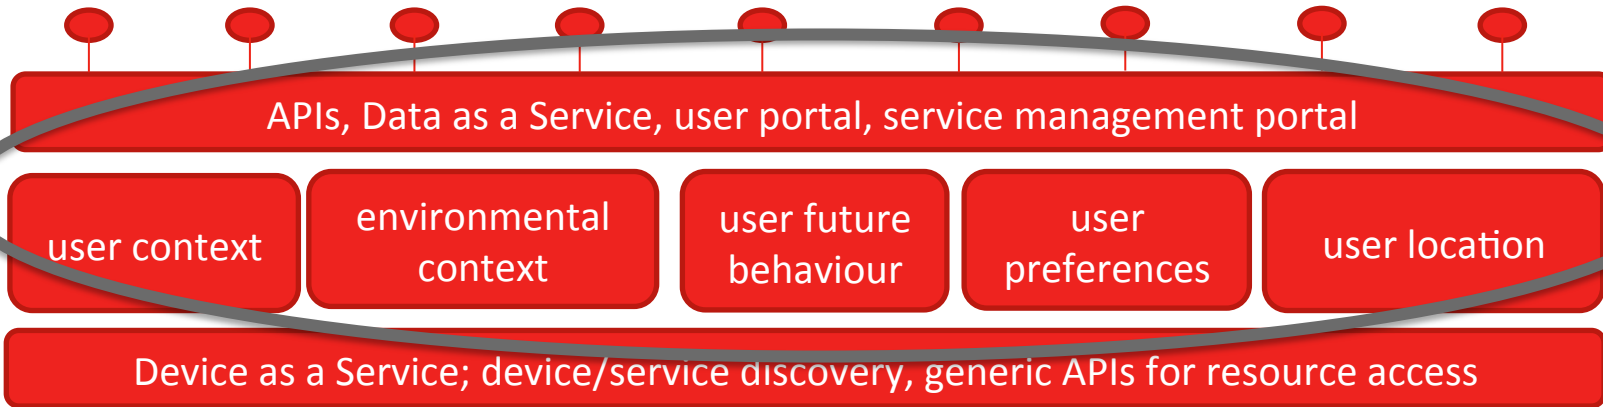 APIs, Data as a Service, user portal, service management portal
user context
environmental
context
user future
behaviour
user
preferences
user location
Device as a Service; device/service discovery, generic APIs for resource access